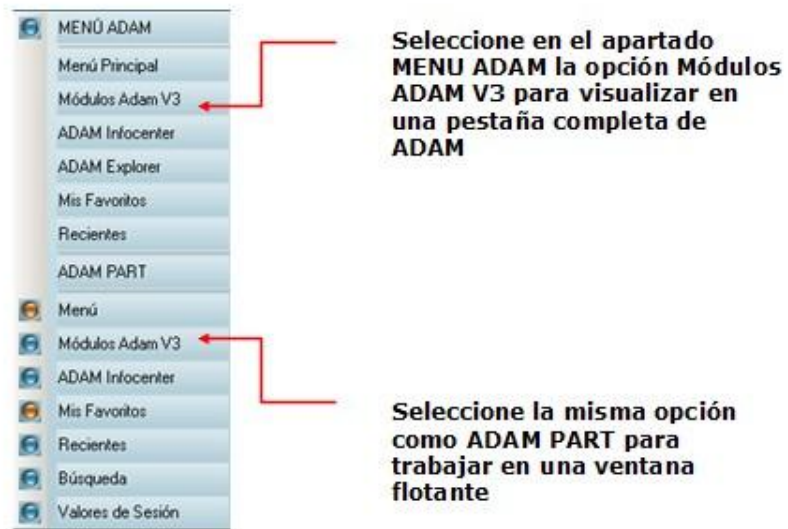 MENÚ ADAM
Menú Principal
Módulos Adam V3
ADAM Infocenter
ADAM Explorer
Mis Favoritos
Recientes
ADAM PART
Menú
Módulos Adam V3
ADAM Infocenter
Mis Favoritos
Recientes
Búsqueda
Valores de Sesión
Seleccione en el apartado
MENU ADAM la opción Módulos
ADAM V3 para visualizar en
una pestaña completa de
ADAM
Seleccione la misma opción
como ADAM PART para
trabajar en una ventana
flotante